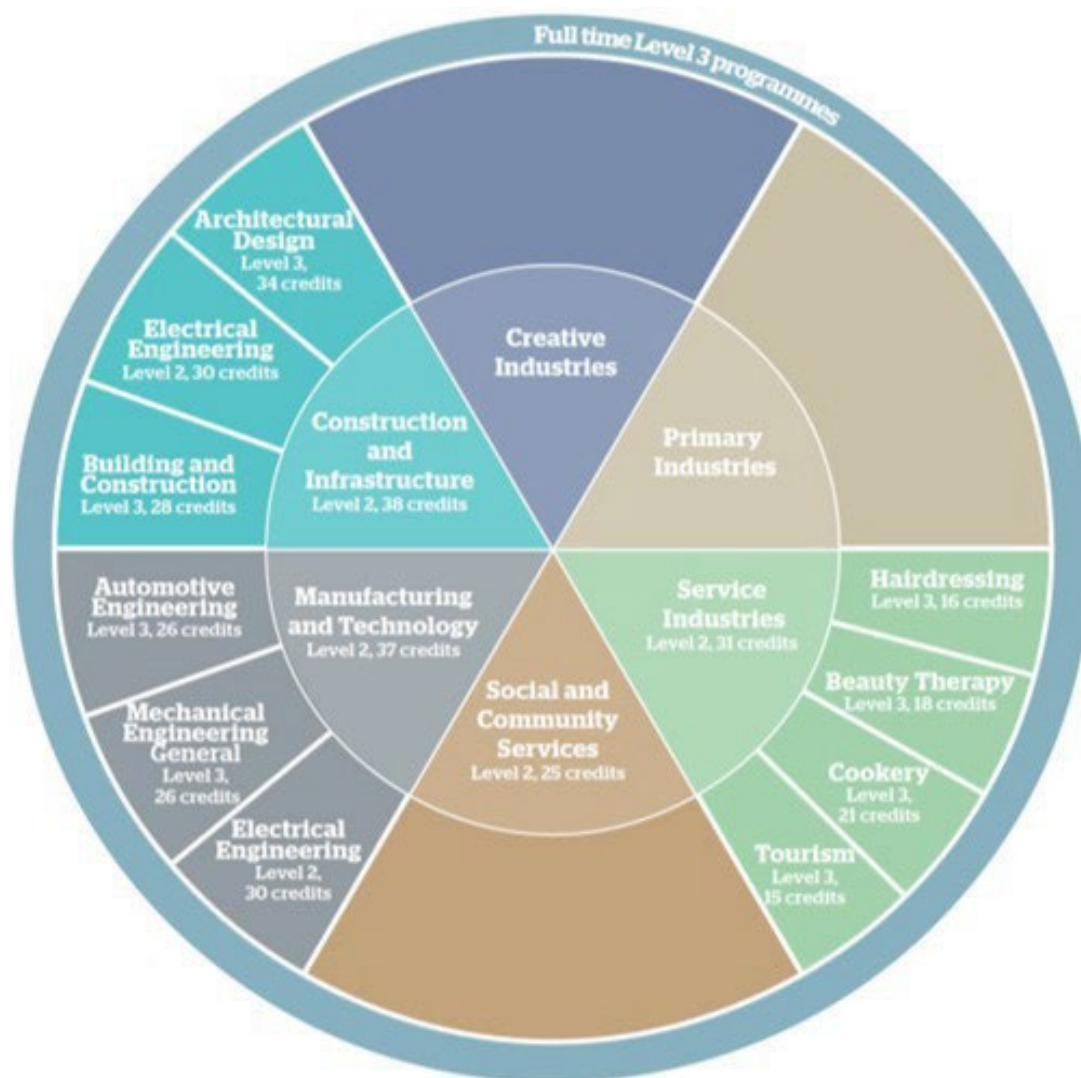 Full time Level 3 programmes
Creative
Industries
Primary
Industries
Architectural
Design
Level 3,
34 credits
Electrical
Engineering
Level 2, 30 credits
Building and
Construction
Level 3, 28 credits
Construction
and
Infrastructure
Level 2, 38 credits
Automotive
Engineering
Level 3, 26 credits
Mechanical
Engineering
General
Level 3,
26 credits
Electrical
Engineering
Level 2,
30 credits
Manufacturing
and Technology
Level 2, 37 credits
Social and
Community
Services
Level 2, 25 credits
Service
Industries
Level 2, 31 credits
Hairdressing
Level 3, 16 credits
Beauty Therapy
Level 3, 18 credits
Cookery
Level 3,
21 credits
Tourism
Level 3,
15 credits